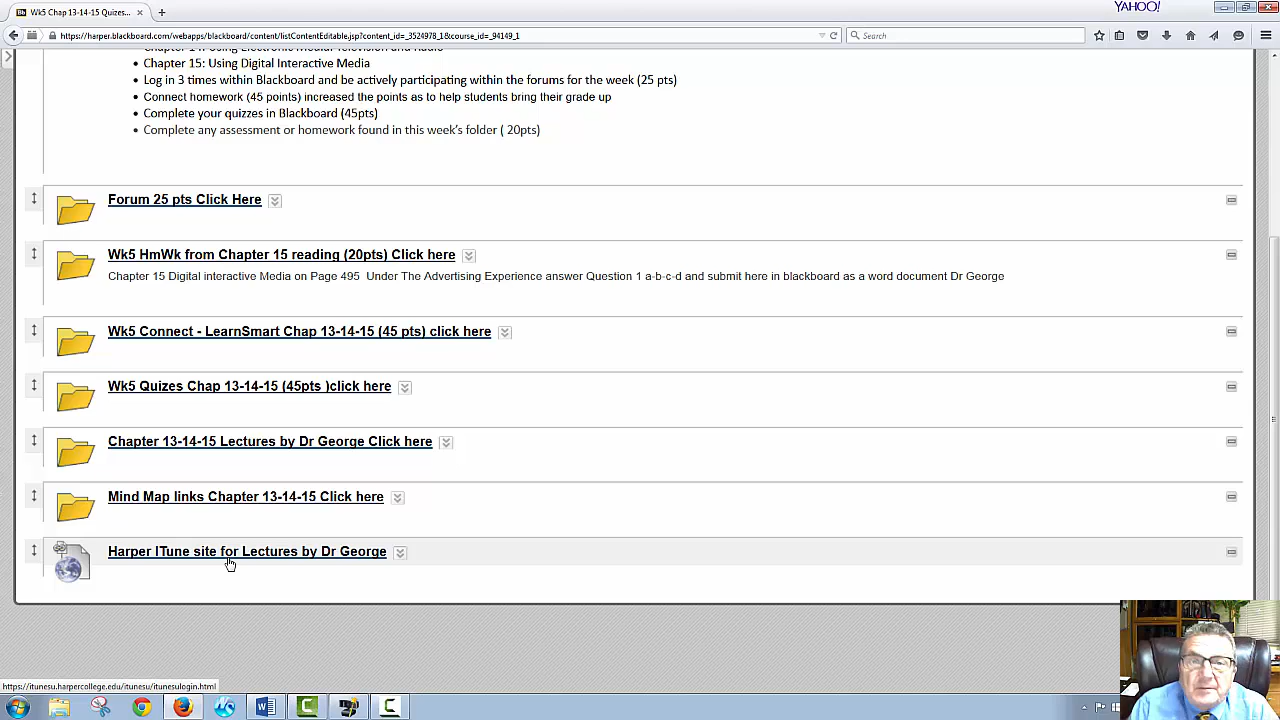 YAHOO!
Wk5 Chap 13-14-15 Quizes...
https://harper.blackboard.com/webapps/blackboard/content/listContentEditable.jsp?content_id=_3524978_1&course_id=_94149_1
Search
Chapter 14: Using Electronic Media: Television and Radio
Chapter 15: Using Digital Interactive Media
Log in 3 times within Blackboard and be actively participating within the forums for the week (25 pts)
Connect homework (45 points) increased the points as to help students bring their grade up
Complete your quizzes in Blackboard (45pts)
Complete any assessment or homework found in this week's folder ( 20pts)
Forum 25 pts Click Here
Wk5 HmWk from Chapter 15 reading (20pts) Click here
Chapter 15 Digital interactive Media on Page 495 Under The Advertising Experience answer Question 1 a-b-c-d and submit here in blackboard as a word document Dr George
Wk5 Connect - LearnSmart Chap 13-14-15 (45 pts) click here
Wk5 Quizes Chap 13-14-15 (45pts )click here
Chapter 13-14-15 Lectures by Dr George Click here
Mind Map links Chapter 13-14-15 Click here
Harper ITune site for Lectures by Dr George
https://itunesu.harpercollege.edu/itunesu/itunesulogin.html